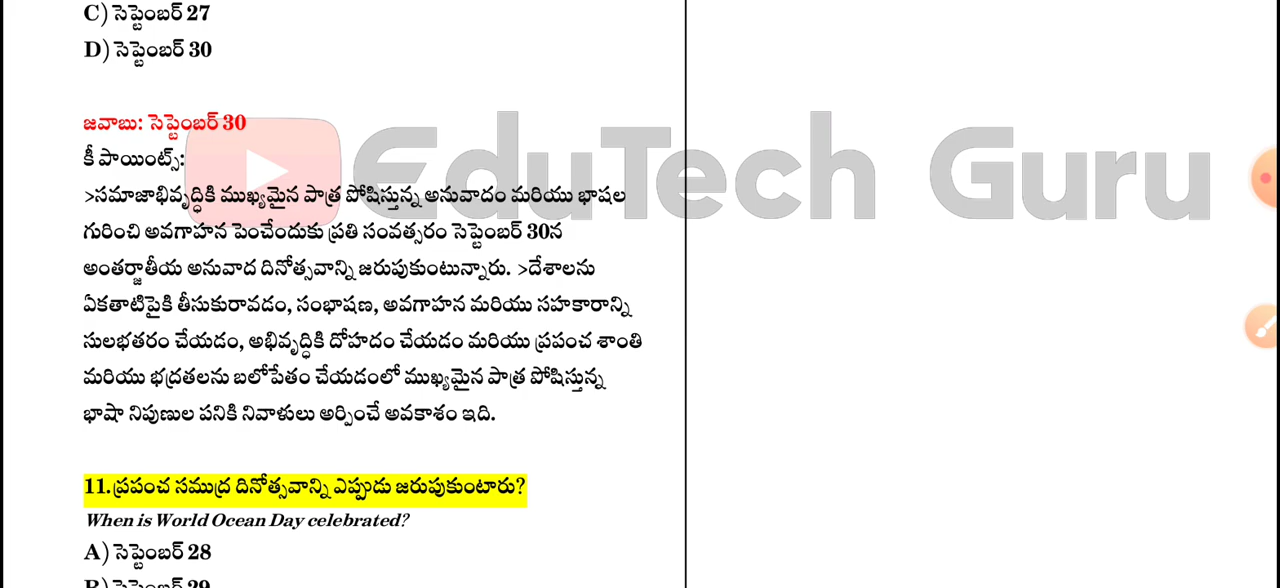 C) సెప్టెంబర్ 27
D) సెప్టెంబర్ 30
జవాబు: సెప్టెంబర్ 30
కీ పాయింట్స్:
>సమాజాభివృద్ధికి ముఖ్యమైన పాత్ర పోషిస్తున్న అనువాదం మరియు భాషల
గురించి అవగాహన పెంచేందుకు ప్రతి సంవత్సరం సెప్టెంబర్ 30న
అంతర్జాతీయ అనువాద దినోత్సవాన్ని జరుపుకుంటున్నారు. >దేశాలను
ఏకతాటిపైకి తీసుకురావడం, సంభాషణ, అవగాహన మరియు సహకారాన్ని
సులభతరం చేయడం, అభివృద్ధికి దోహదం చేయడం మరియు ప్రపంచ శాంతి
మరియు భద్రతలను బలోపేతం చేయడంలో ముఖ్యమైన పాత్ర పోషిస్తున్న
భాషా నిపుణుల పనికి నివాళులు అర్పించే అవకాశం ఇది.
EduTech Guru
11.ప్రపంచ సముద్ర దినోత్సవాన్ని ఎప్పుడు జరుపుకుంటారు?
When is World Ocean Day celebrated?
A) సెప్టెంబర్ 28
B) సెప్టెంబర్ 29